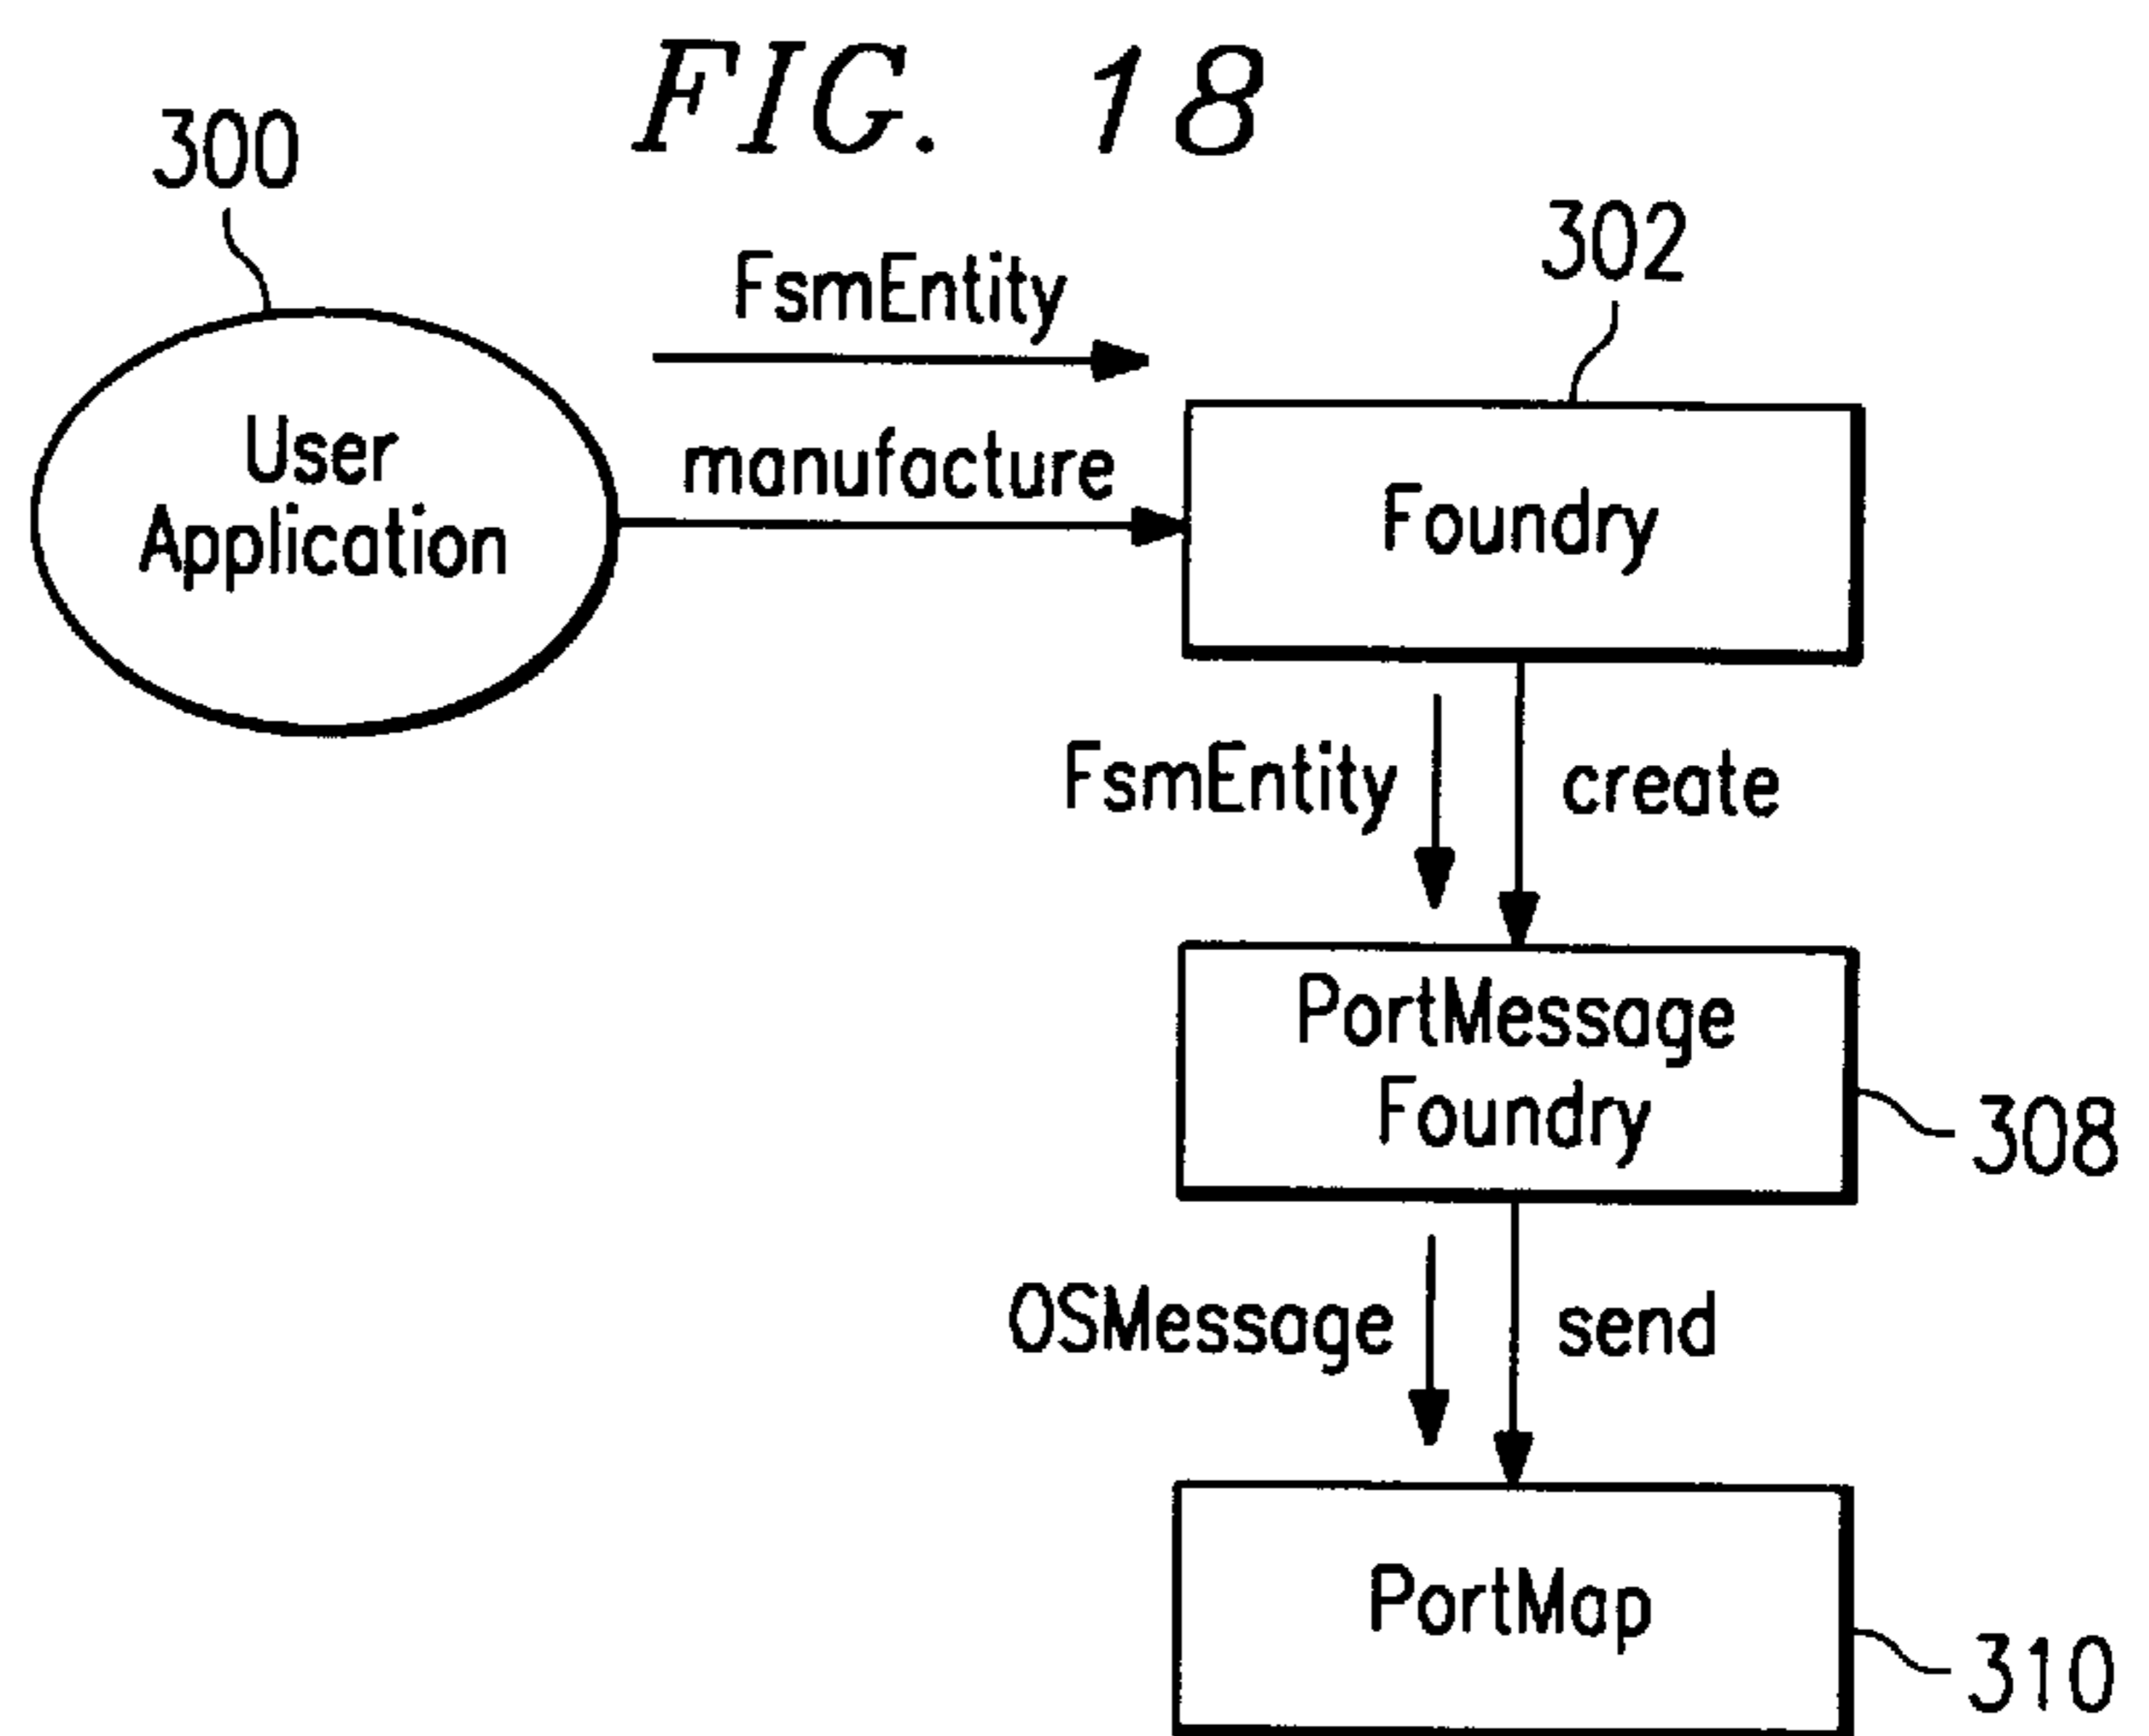 FIG. 18
300
302
FsmEntity
User
Application
manufacture
Foundry
FsmEntity
create
PortMessage
Foundry
308
OSMessage
send
PortMap
310